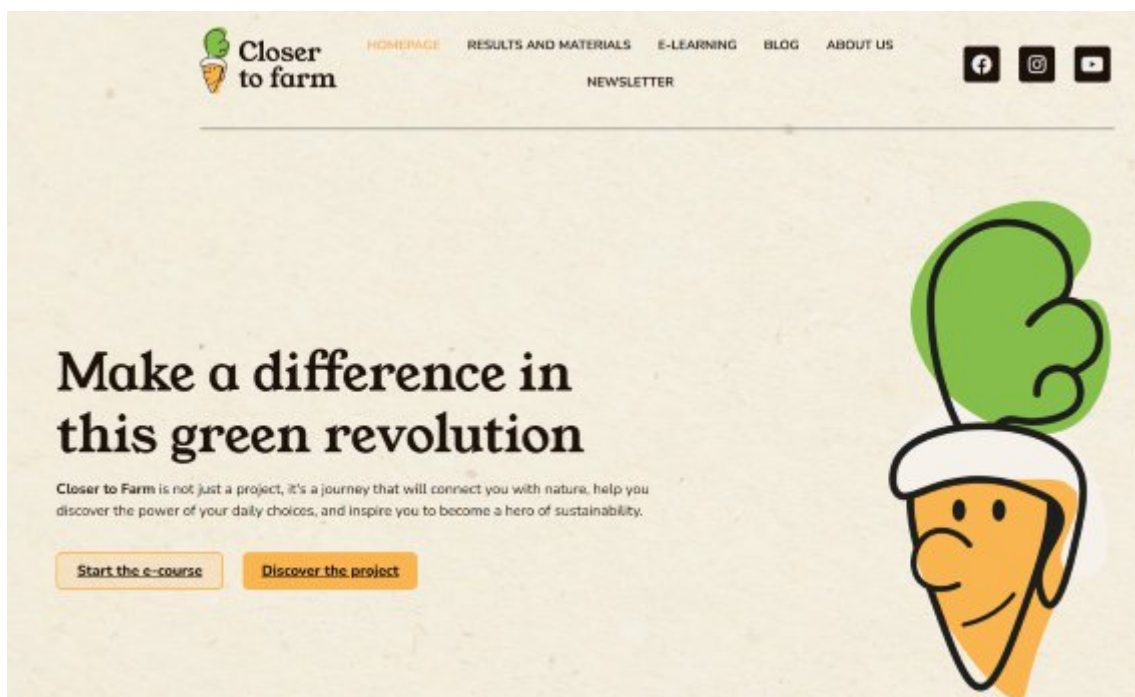 Closer
to farm
HOMEPAGE RESULTS AND MATERIALS E-LEARNING BLOG ABOUT US
NEWSLETTER
Make a difference in
this green revolution
Closer to Farm is not just a project, it's a journey that will connect you with nature, help you
discover the power of your daily choices, and inspire you to become a hero of sustainability.
Start the e-course Discover the project